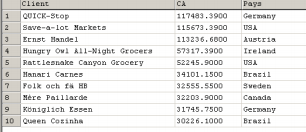 Client CA Pays
1 QUICK-Stop 117483.3900 Germany
2 Save-a-lot Markets 115673.3900 USA
3 Ernst Handel 113236.6800 Austria
4 Hungry Owl All-Night Grocers 57317.3900 Ireland
5 Rattlesnake Canyon Grocery 52245.9000 USA
6 Hanari Carnes 34101.1500 Brazil
7 Folk och fä HB 32555.5500 Sweden
8 Mère Paillarde 32203.9000 Canada
9 Königlich Essen 31745.7500 Germany
10 Queen Cozinha 30226.1000 Brazil